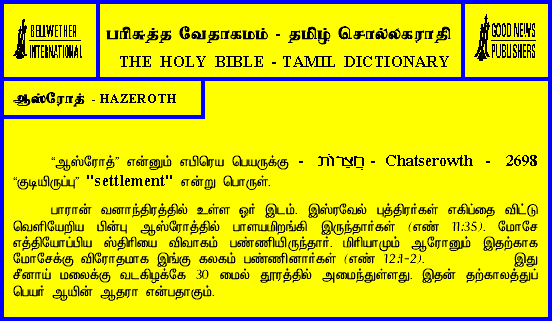 BELLWETHER
INTERNATIONAL
பரிசுத்த வேதாகமம் - தமிழ் சொல்லகராதி
THE HOLY BIBLE - TAMIL DICTIONARY
GOOD NEWS
PUBLISHERS
ஆஸ்ரோத் - HAZEROTH
“ஆஸ்ரோத்” என்னும் எபிரெய பெயருக்கு - חֲצֵרוֹת - Chatserowth - 2698
“குடியிருப்பு” "settlement" என்று பொருள்.
பாரான் வனாந்திரத்தில் உள்ள ஓர் இடம். இஸ்ரவேல் புத்திரர்கள் எகிப்தை விட்டு
வெளியேறிய பின்பு ஆஸ்ரோத்தில் பாளயமிறங்கி இருந்தார்கள் (எண் 11:35). மோசே
எத்தியோப்பிய ஸ்திரியை விவாகம் பண்ணியிருந்தார். மிரியாமும் ஆரோனும் இதற்காக
மோசேக்கு விரோதமாக இங்கு கலகம் பண்ணினார்கள் (எண் 12:1-2). இது
சீனாய் மலைக்கு வடகிழக்கே 30 மைல் தூரத்தில் அமைந்துள்ளது. இதன் தற்காலத்துப்
பெயர் ஆயின் ஆதரா என்பதாகும்.